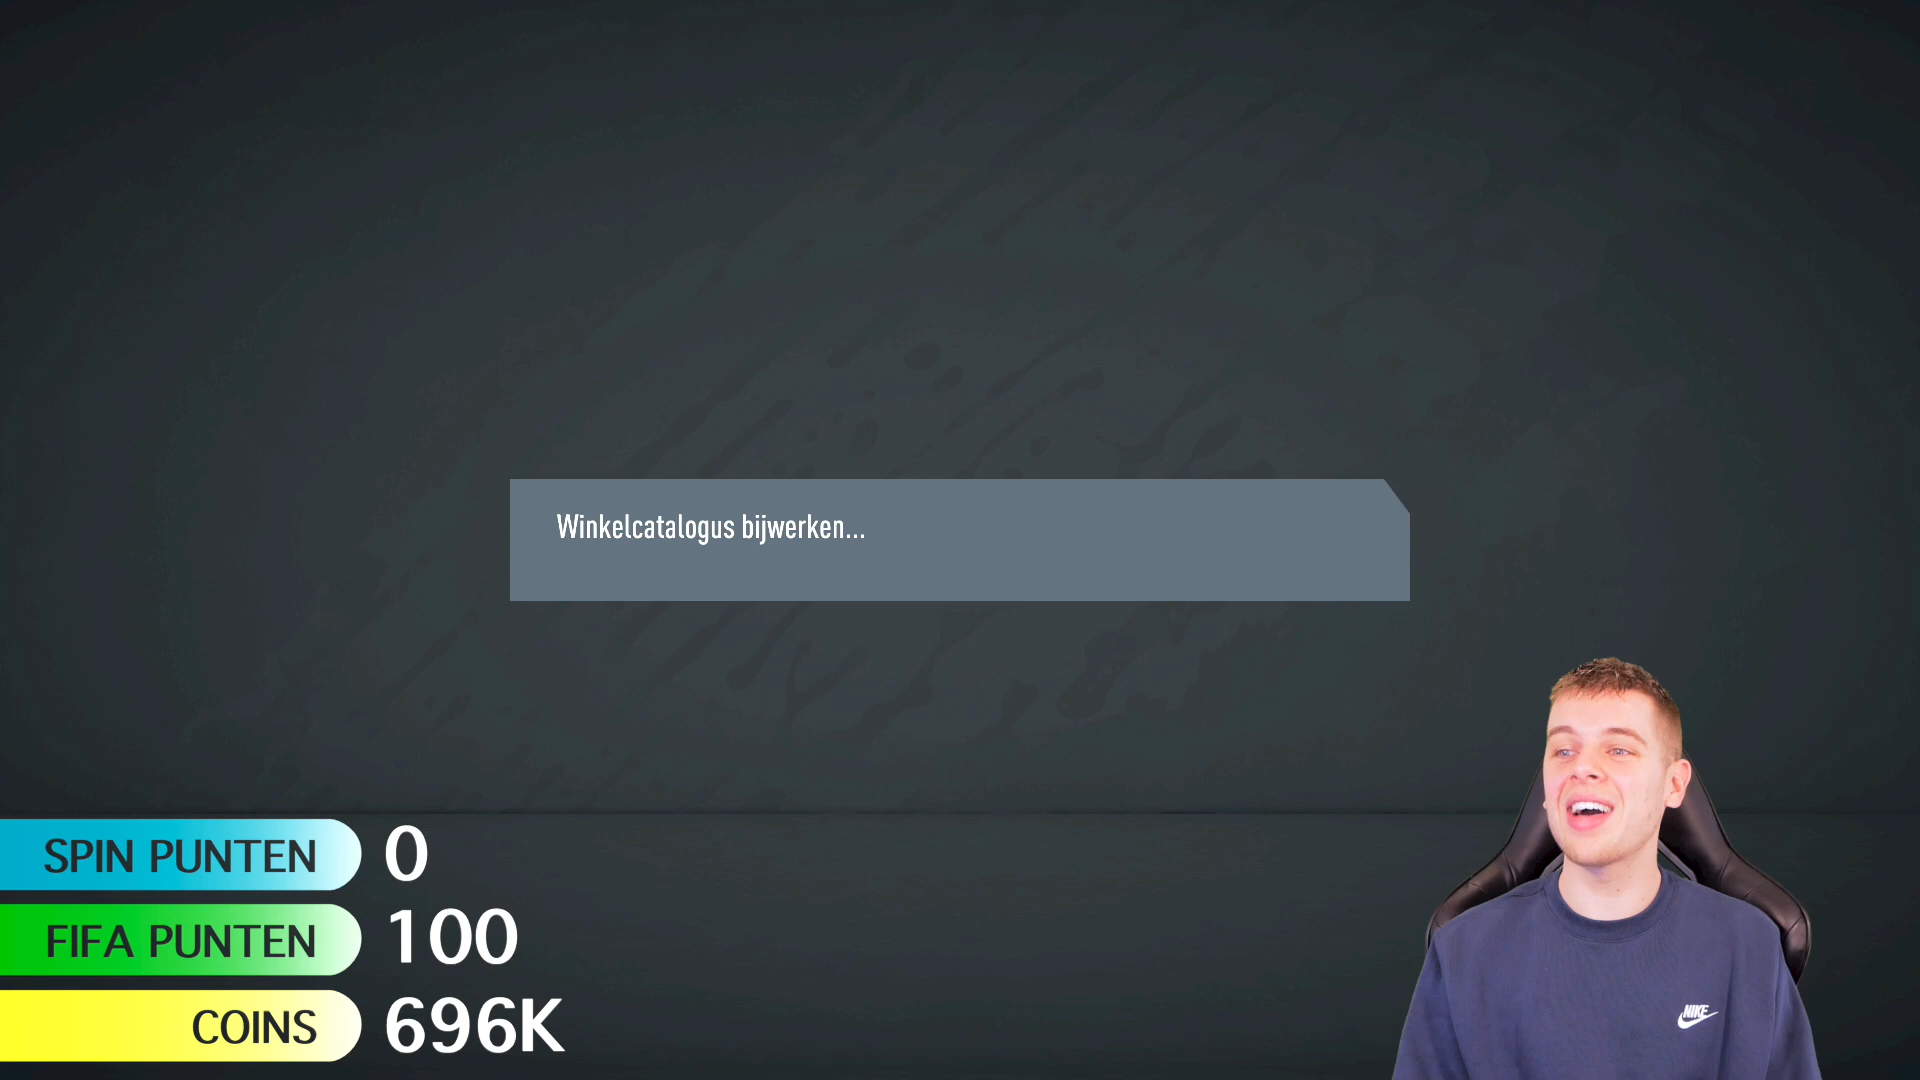 Winkelcatalogus bijwerken...
SPIN PUNTEN 0
FIFA PUNTEN 100
COINS 696K
NIKE